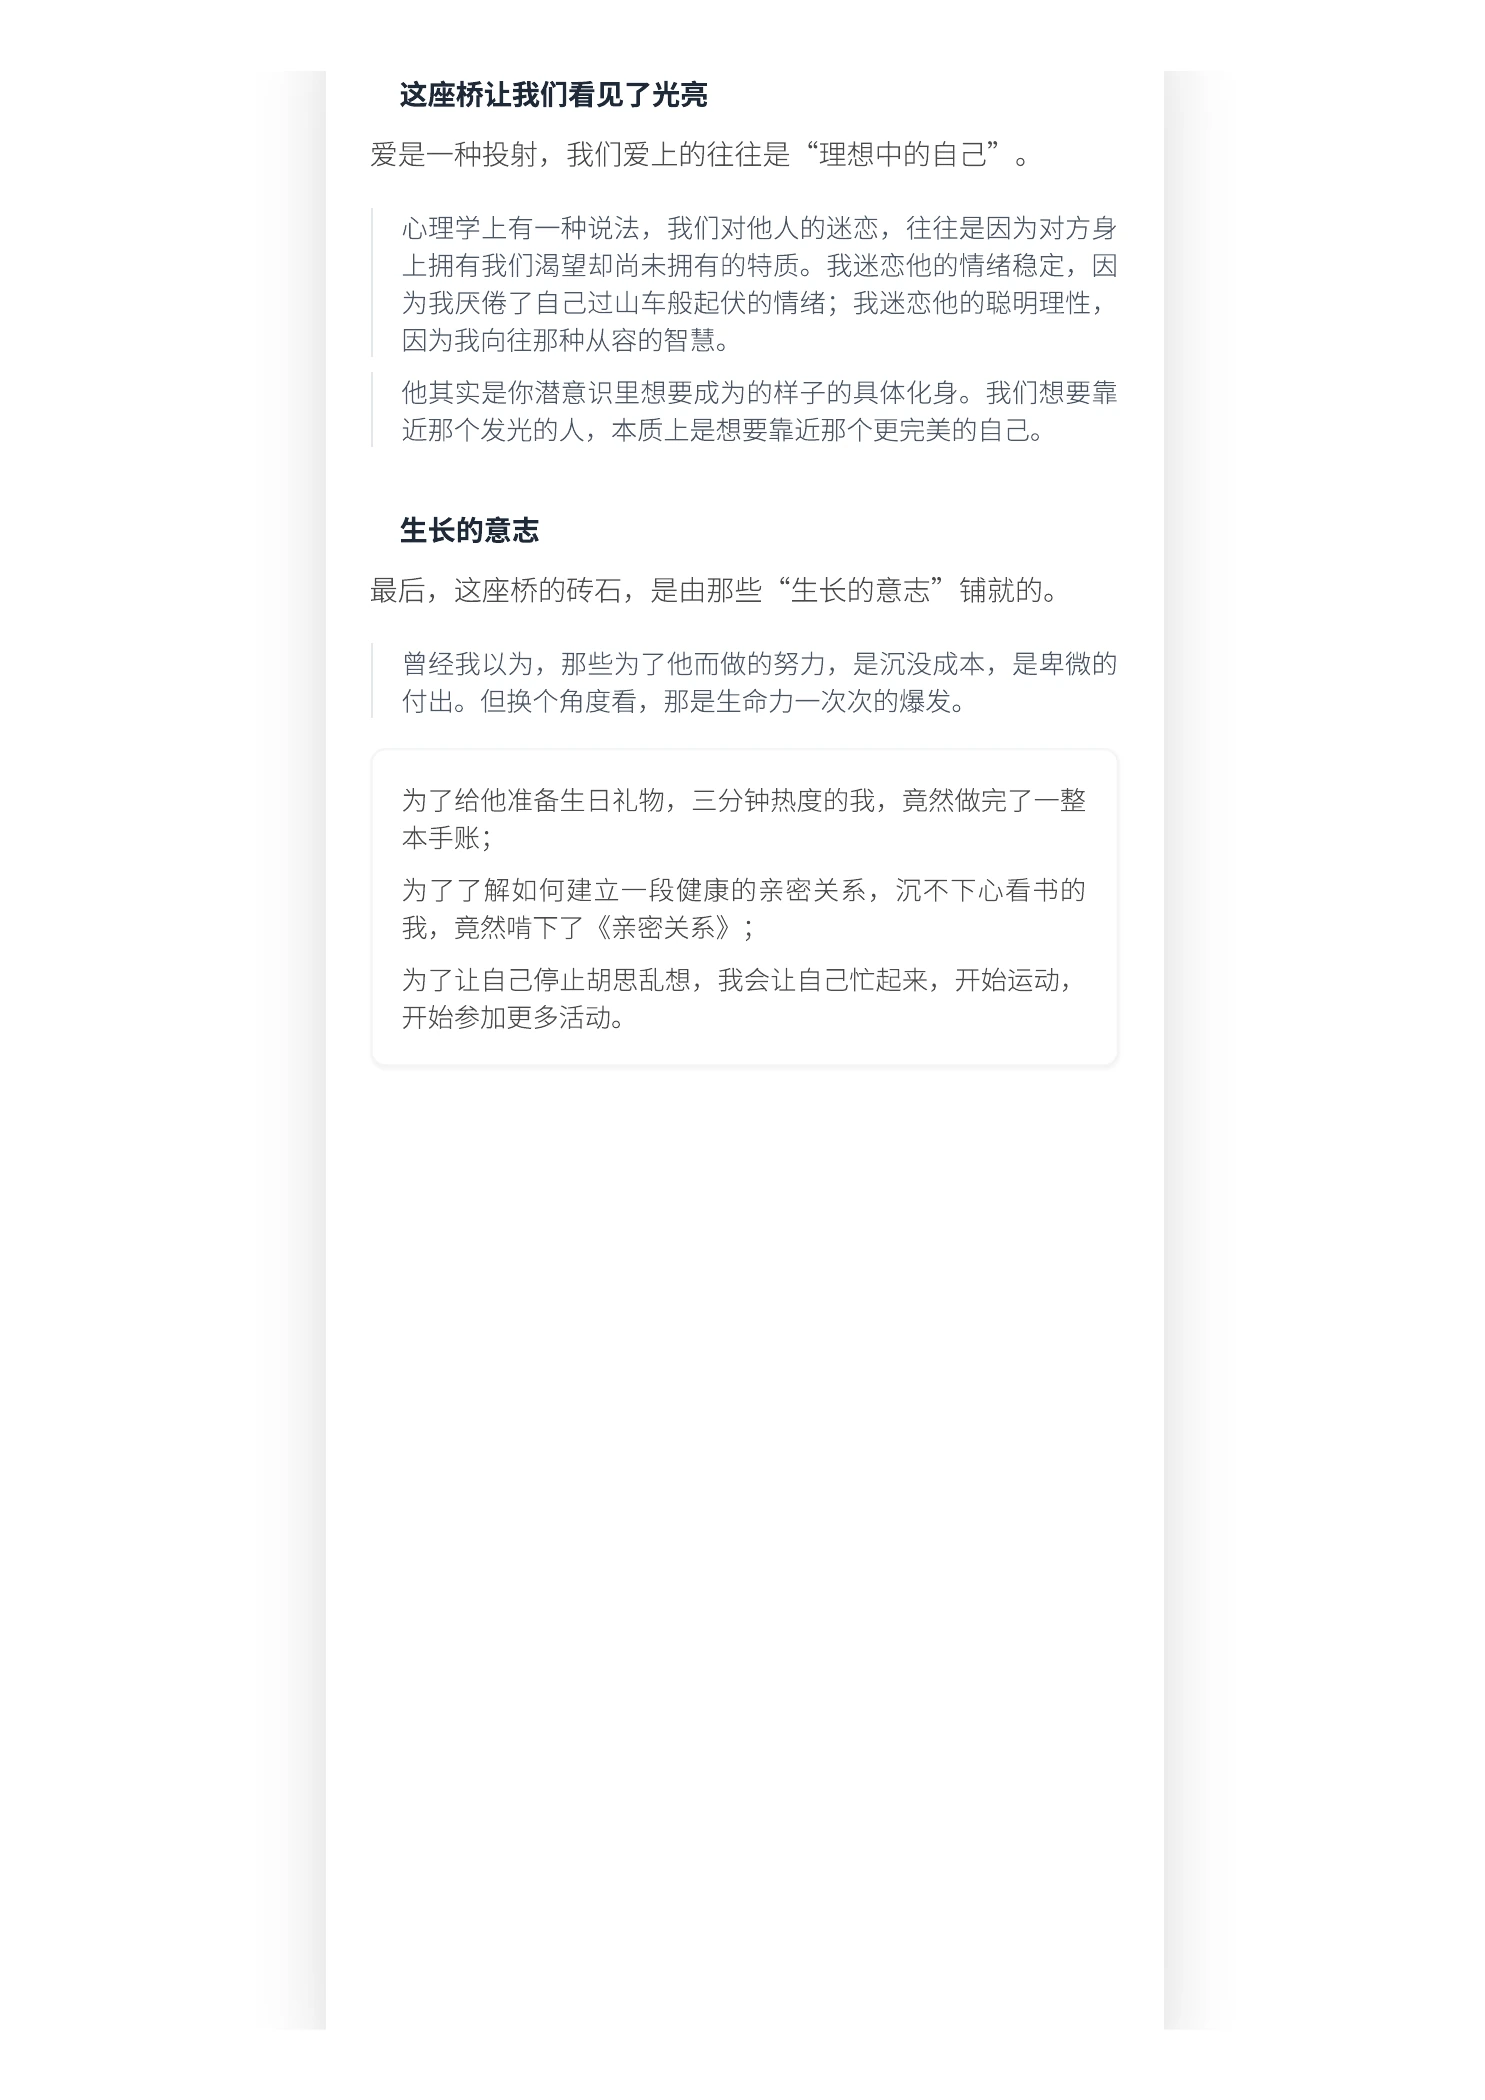 这座桥让我们看见了光亮
爱是一种投射，我们爱上的往往是“理想中的自己”。
心理学上有一种说法，我们对他人的迷恋，往往是因为对方身
上拥有我们渴望却尚未拥有的特质。我迷恋他的情绪稳定，因
为我厌倦了自己过山车般起伏的情绪；我迷恋他的聪明理性，
因为我向往那种从容的智慧。
他其实是你潜意识里想要成为的样子的具体化身。我们想要靠
近那个发光的人，本质上是想要靠近那个更完美的自己。
生长的意志
最后，这座桥的砖石，是由那些“生长的意志”铺就的。
曾经我以为，那些为了他而做的努力，是沉没成本，是卑微的
付出。但换个角度看，那是生命力一次次的爆发。
为了给他准备生日礼物，三分钟热度的我，竟然做完了一整
本手账；
为了了解如何建立一段健康的亲密关系，沉不下心看书的
我，竟然啃下了《亲密关系》；
为了让自己停止胡思乱想，我会让自己忙起来，开始运动，
开始参加更多活动。